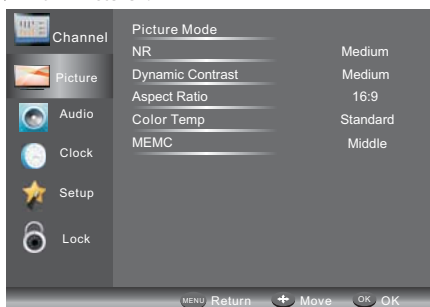 Channel
Picture
Audio
Clock
Setup
Lock
Picture Mode
NR Medium
Dynamic Contrast Medium
Aspect Ratio 16:9
Color Temp Standard
MEMC Middle
MENU Return Move OK OK